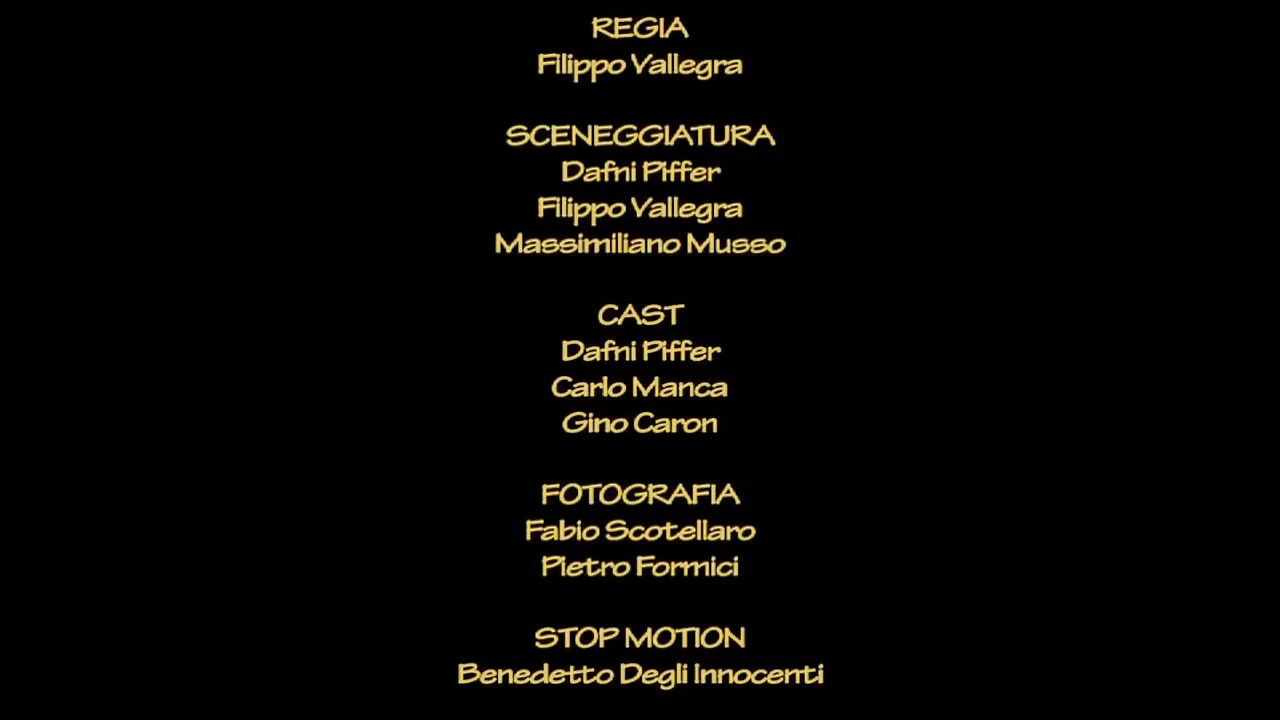 REGIA
Filippo Vallegra
SCENEGGIATURA
Dafni Piffer
Filippo Vallegra
Massimiliano Musso
CAST
Dafni Piffer
Carlo Manca
Gino Caron
FOTOGRAFIA
Fabio Scotellaro
Pietro Formici
STOP MOTION
Benedetto Degli Innocenti